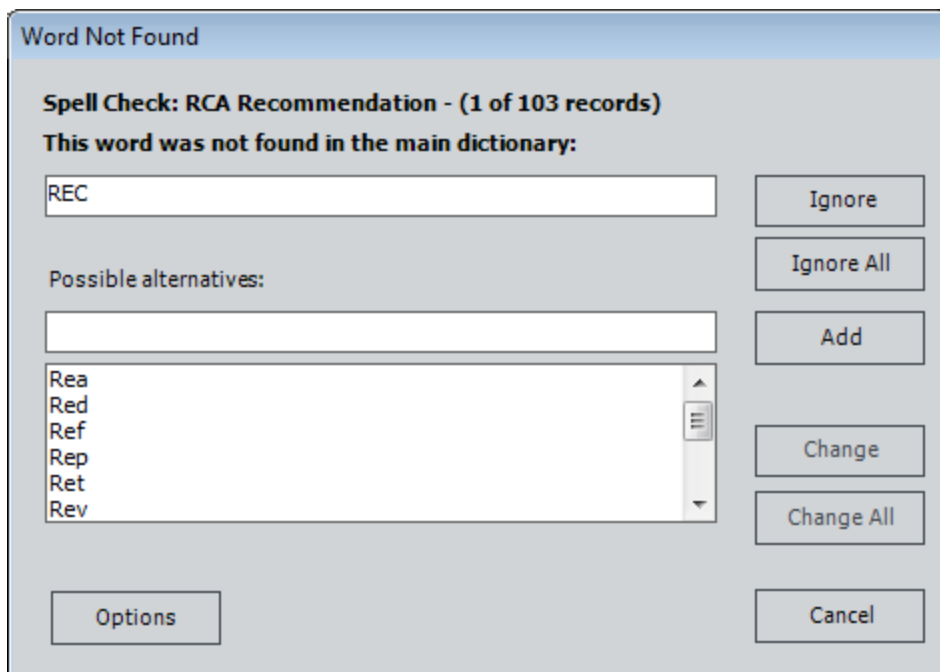 Word Not Found
Spell Check: RCA Recommendation - (1 of 103 records)
This word was not found in the main dictionary:
REC
Ignore
Ignore All
Possible alternatives:
Add
Rea
Red
Ref
Rep
Ret
Rev
Change
Change All
Options
Cancel